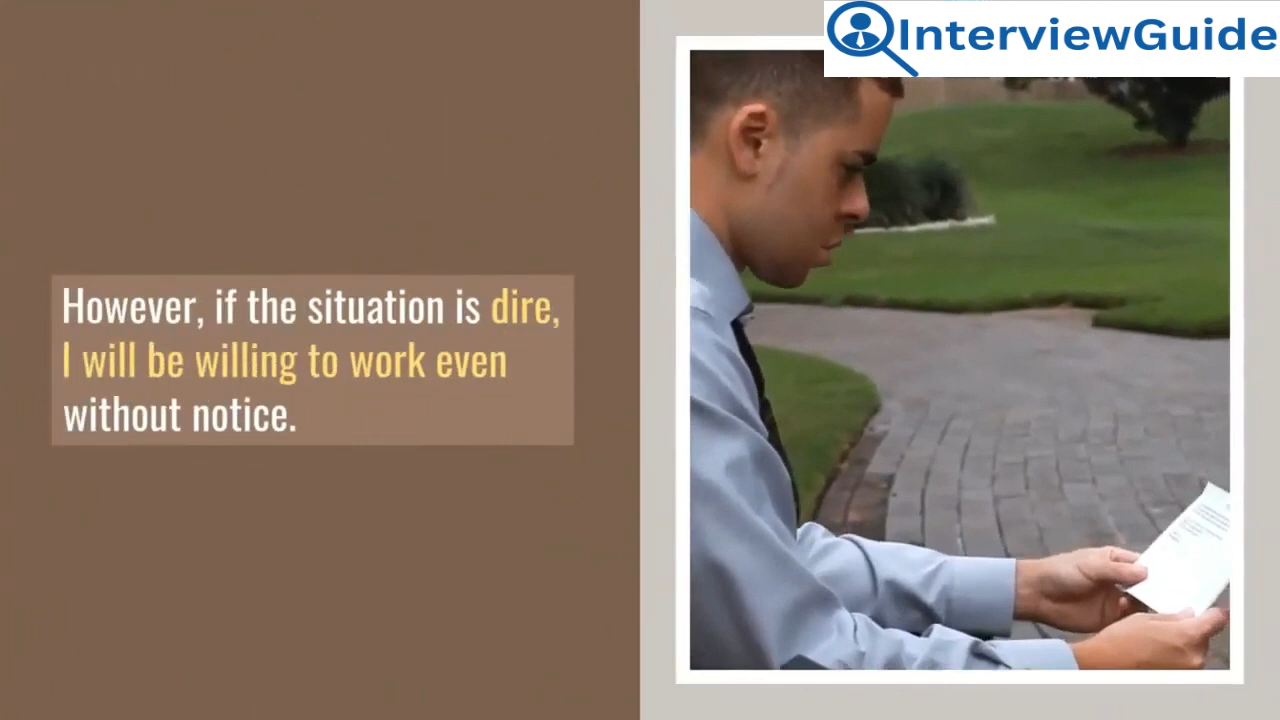 InterviewGuide
However, if the situation is dire,
I will be willing to work even
without notice.